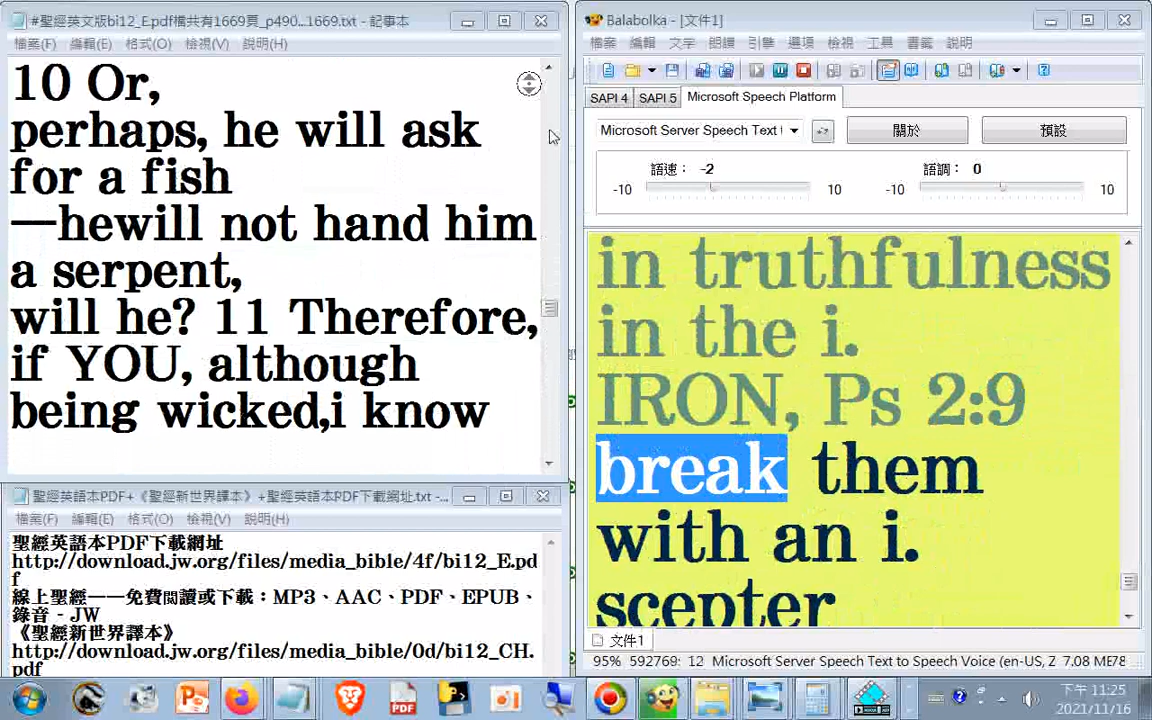 #聖經英文版bi12_E.pdf檔共有1669頁_p490...1669.txt - 記事本
檔案(F) 編輯(E) 格式(O) 檢視(V) 說明(H)
10 Or,
perhaps, he will ask
for a fish
—hewill not hand him
a serpent,
will he? 11 Therefore,
if YOU, although
being wicked,i know
聖經英語本PDF+《聖經新世界譯本》+聖經英語本PDF下載網址.txt -...
檔案(F) 編輯(E) 格式(O) 檢視(V) 說明(H)
聖經英語本PDF下載網址
http://download.jw.org/files/media_bible/4f/bi12_E.pd
f
線上聖經——免費閱讀或下載：MP3、AAC、PDF、EPUB、
錄音 - JW
《聖經新世界譯本》
http://download.jw.org/files/media_bible/0d/bi12_CH.
pdf
Balabolka - [文件1]
檔案 編輯 文字 朗讀 引擎 選項 檢視 工具 書籤 說明
SAPI 4 SAPI 5 Microsoft Speech Platform
Microsoft Server Speech Text 關於 預設
語速： -2 語調： 0
-10 10 -10 10
in truthfulness
in the i.
IRON, Ps 2:9
break them
with an i.
scepter
文件1
95% 592769: 12 Microsoft Server Speech Text to Speech Voice (en-US, Z 7.08 ME78
下午 11:25
2021/11/16